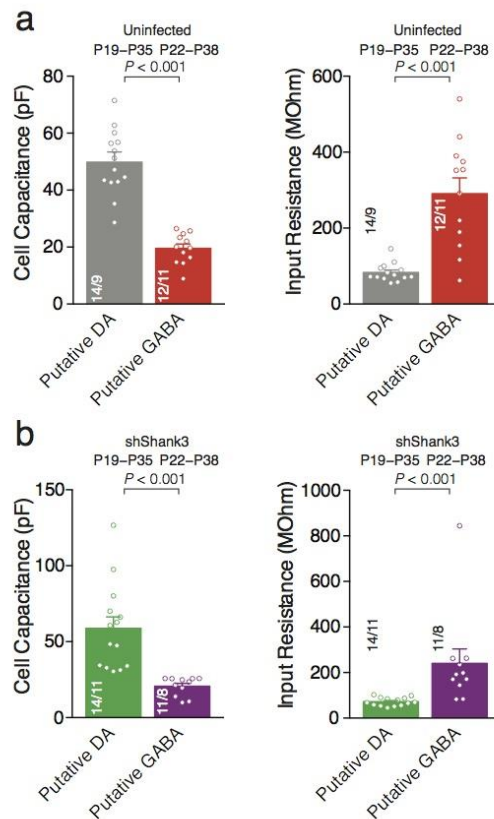 a
Uninfected
P19–P35 P22–P38
P < 0.001
Cell Capacitance (pF)
60
40
20
0
14/9
12/11
Putative DA
Putative GABA
Uninfected
P19–P35 P22–P38
P < 0.001
Input Resistance (MOhm)
600
400
200
0
14/9
12/11
Putative DA
Putative GABA
b
shShank3
P19–P35 P22–P38
P < 0.001
Cell Capacitance (pF)
150
100
50
0
14/11
11/8
Putative DA
Putative GABA
shShank3
P19–P35 P22–P38
P < 0.001
Input Resistance (MOhm)
1000
800
600
400
200
0
14/11
11/8
Putative DA
Putative GABA